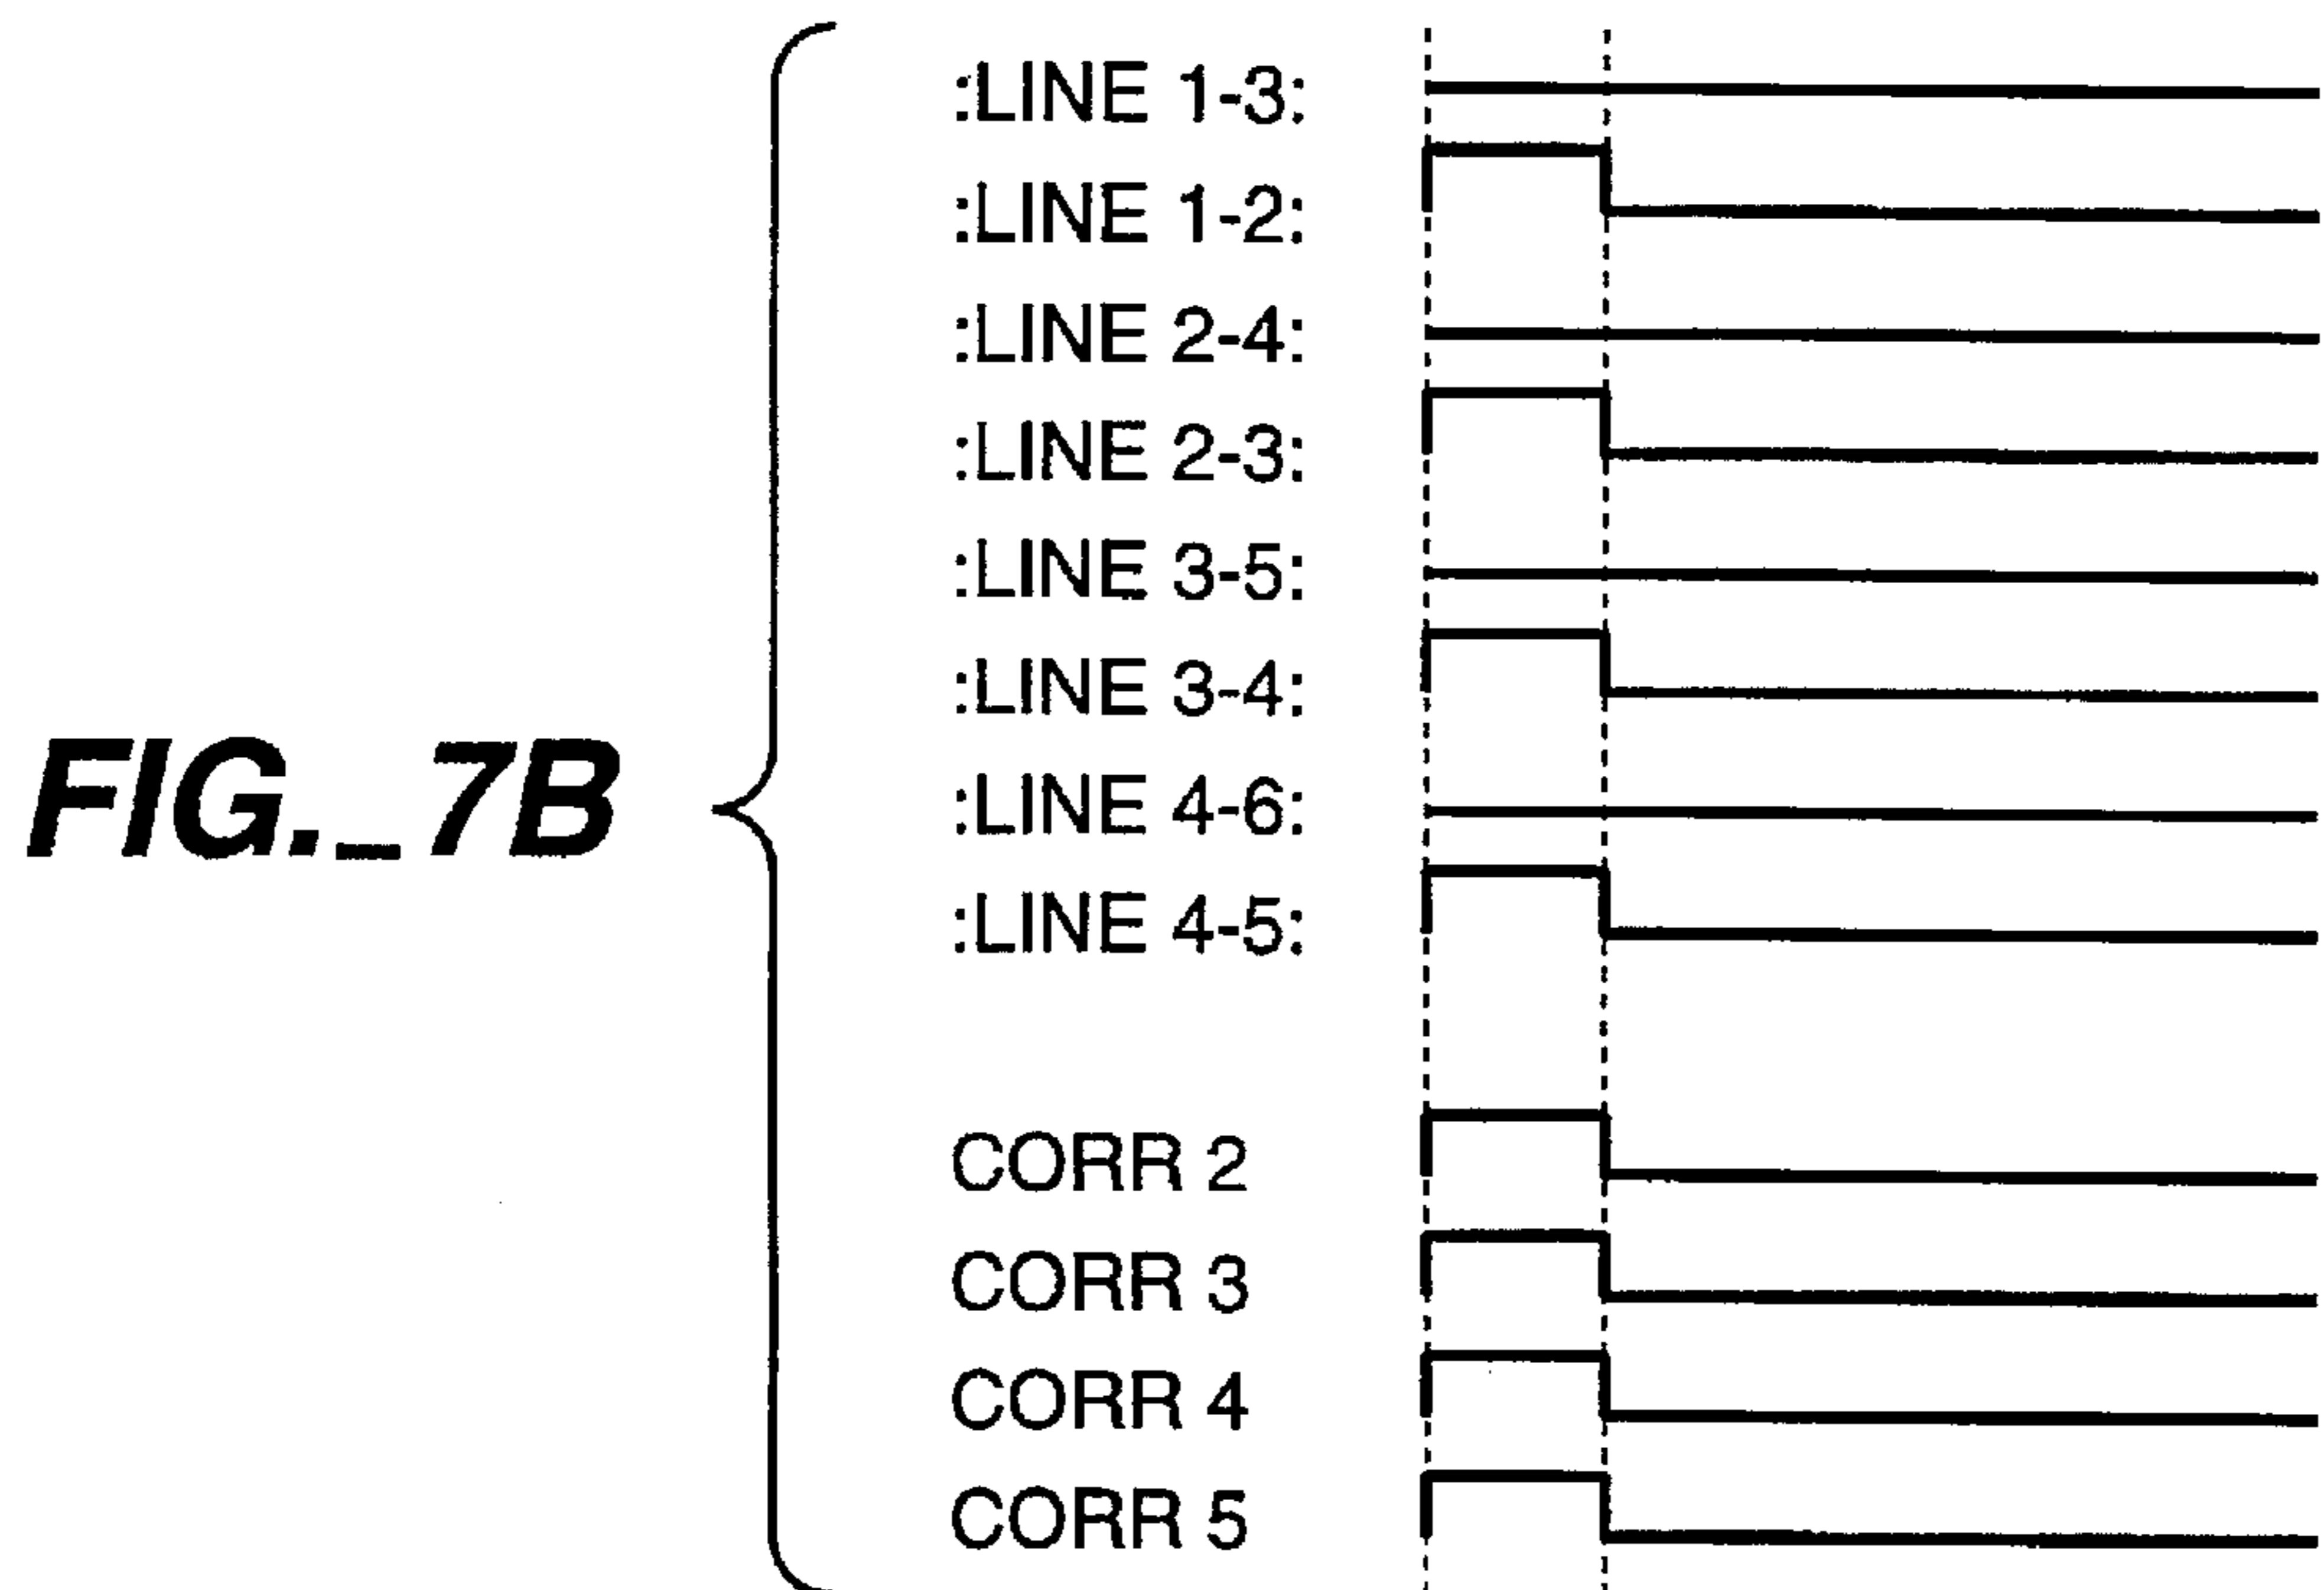 FIG._7B
:LINE 1-3:
:LINE 1-2:
:LINE 2-4:
:LINE 2-3:
:LINE 3-5:
:LINE 3-4:
:LINE 4-6:
:LINE 4-5:
CORR 2
CORR 3
CORR 4
CORR 5